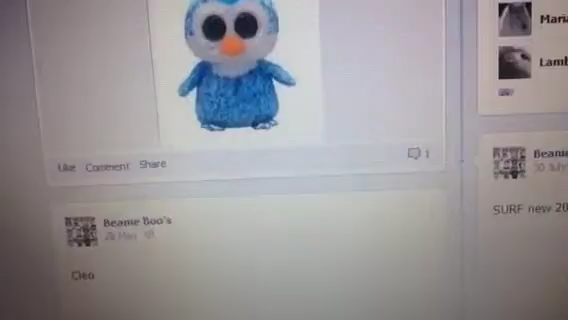 Like Comment Share
1
Beanie Boo's
Cleo
Maria
Lamb
Beanie
SURF new 20